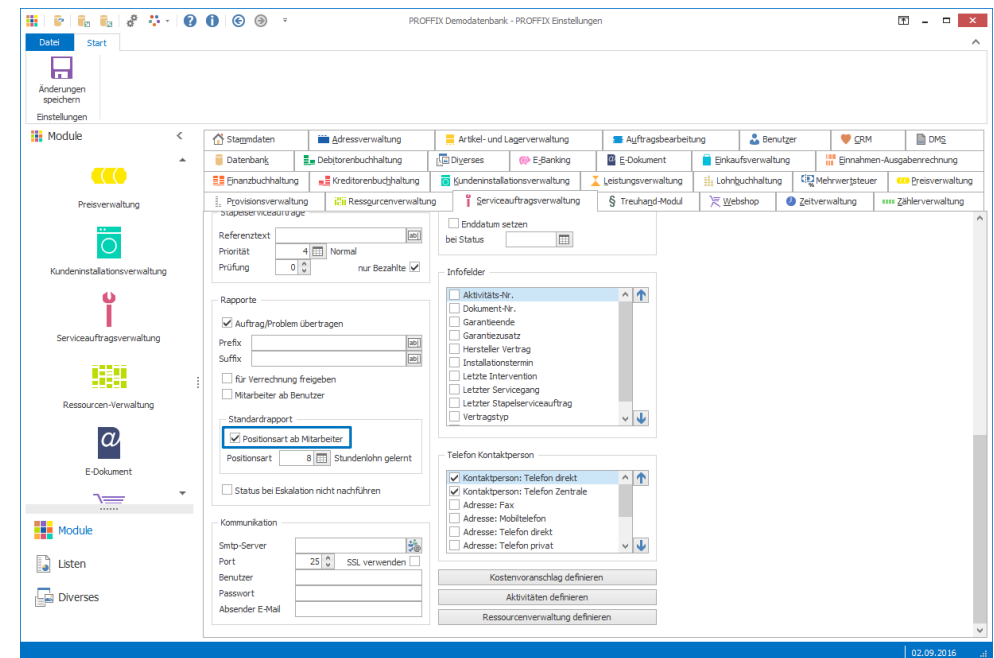 PROFFIX Demodatenbank - PROFFIX Einstellungen
Datei
Start
Änderungen
speichern
Einstellungen
Module
Preisverwaltung
Kundeninstallationsverwaltung
Serviceauftragsverwaltung
Ressourcen-Verwaltung
a
E-Dokument
Module
Listen
Diverses
Stammdaten
Adressverwaltung
Artikel- und Lagerverwaltung
Auftragsbearbeitung
Benutzer
CRM
DMS
Datenbank
Debitorenbuchhaltung
Diverses
E-Banking
E-Dokument
Einkaufsverwaltung
Einnahmen-Ausgabenrechnung
Finanzbuchhaltung
Kreditorenbuchhaltung
Kundeninstallationsverwaltung
Leistungsverwaltung
Lohnbuchhaltung
Mehrwertsteuer
Preisverwaltung
Provisionsverwaltung
Ressourcenverwaltung
Serviceauftragsverwaltung
§ Treuhand-Modul
Webshop
Zeitverwaltung
Zählerverwaltung
Stapelserviceaufträge
Referenztext
Priorität 4 Normal
Prüfung 0 nur Bezahlte
Rapporte
Auftrag/Problem übertragen
Prefix
Suffix
für Verrechnung freigeben
Mitarbeiter ab Benutzer
Standardrapport
Positionsart ab Mitarbeiter
Positionsart 8 Stundenlohn gelernt
Status bei Eskalation nicht nachführen
Kommunikation
Smtp-Server
Port 25 SSL verwenden
Benutzer
Passwort
Absender E-Mail
Enddatum setzen
bei Status
Infofelder
Aktivitäts-Nr.
Dokument-Nr.
Garantieende
Garantiezusatz
Hersteller Vertrag
Installationstermin
Letzte Intervention
Letzter Servicegang
Letzter Stapelserviceauftrag
Vertragstyp
Telefon Kontaktperson
Kontaktperson: Telefon direkt
Kontaktperson: Telefon Zentrale
Adresse: Fax
Adresse: Mobiltelefon
Adresse: Telefon direkt
Adresse: Telefon privat
Kostenvoranschlag definieren
Aktivitäten definieren
Ressourcenverwaltung definieren
02.09.2016